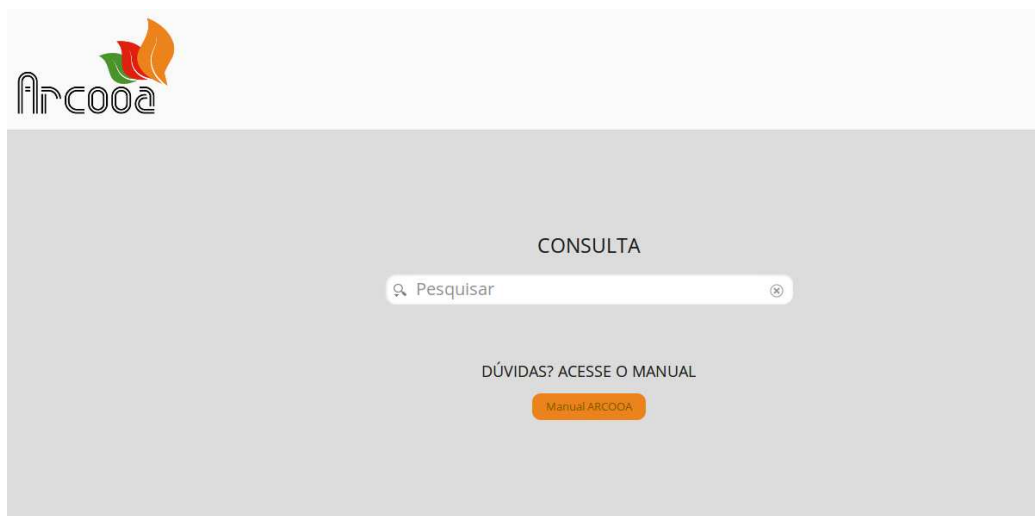 Arcooa
CONSULTA
Pesquisar
DÚVIDAS? ACESSE O MANUAL
Manual ARCOOA